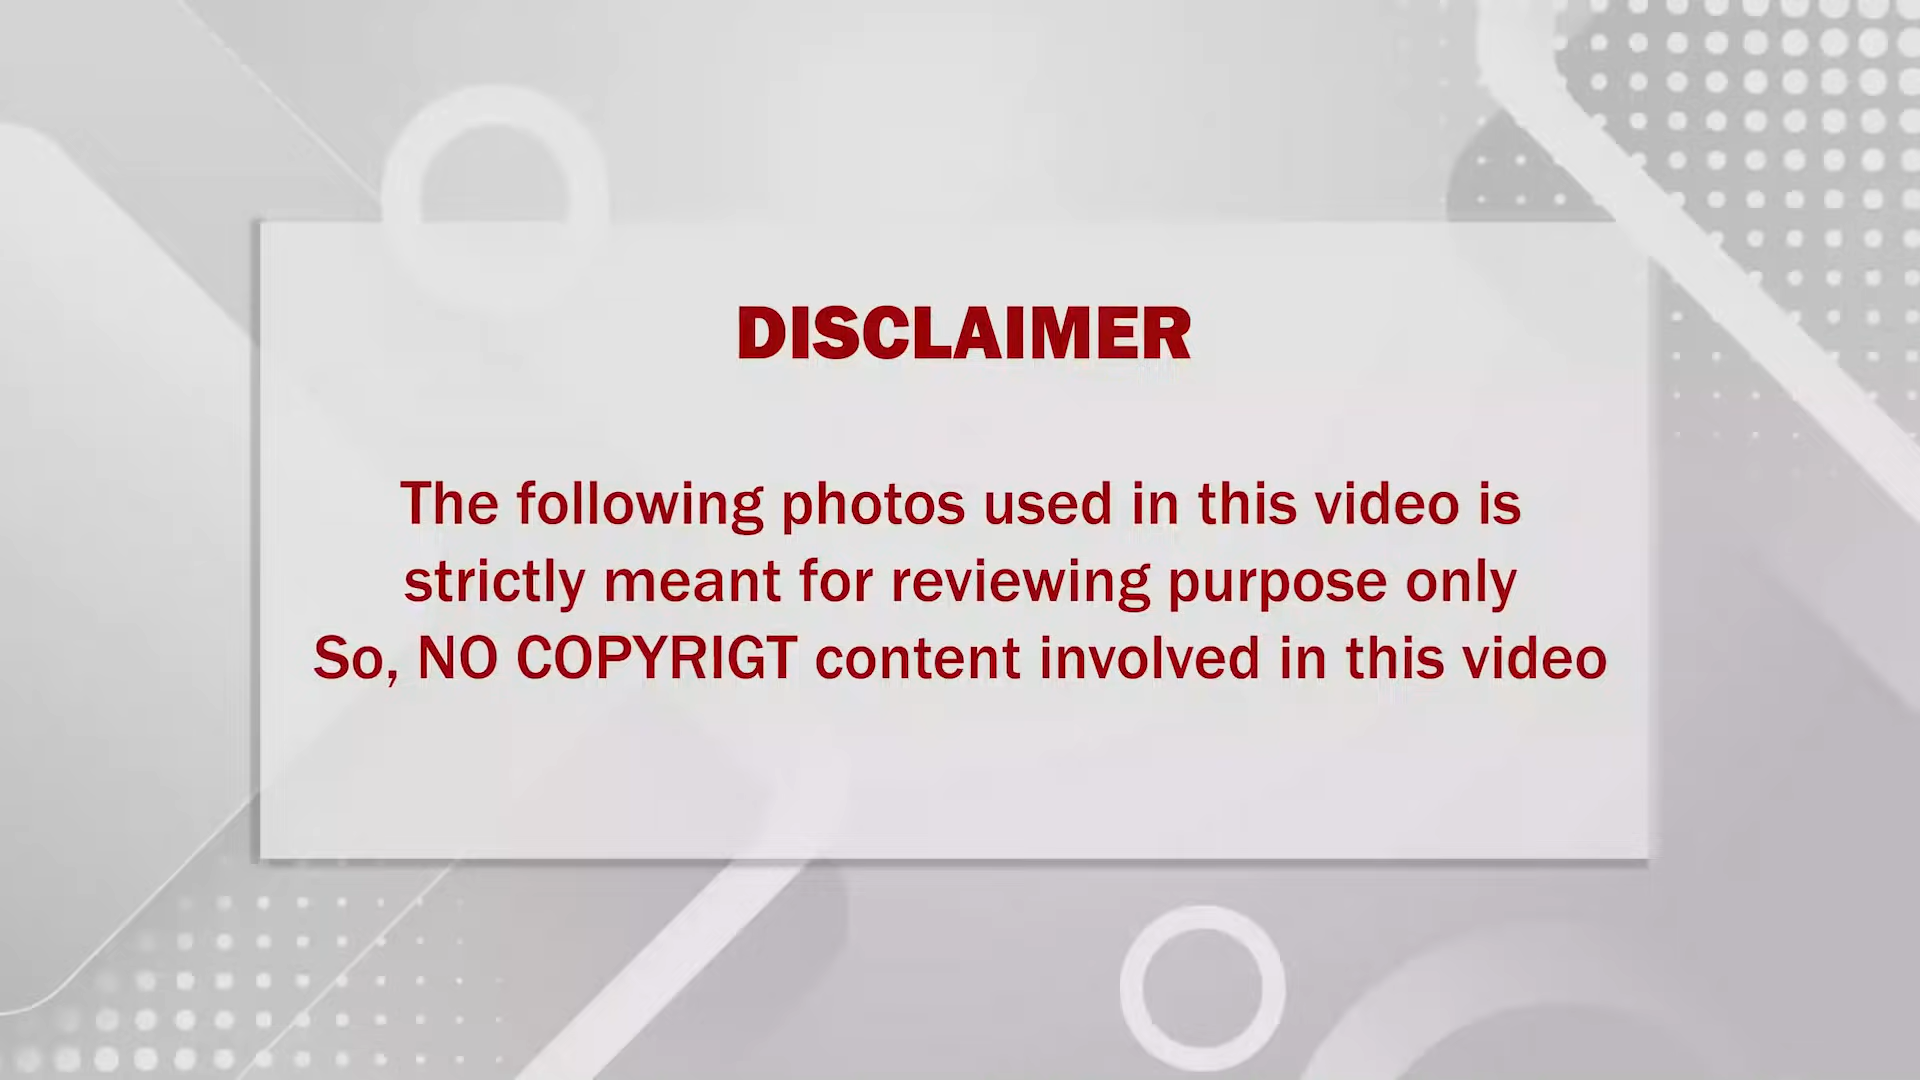 DISCLAIMER
The following photos used in this video is
strictly meant for reviewing purpose only
So, NO COPYRIGT content involved in this video